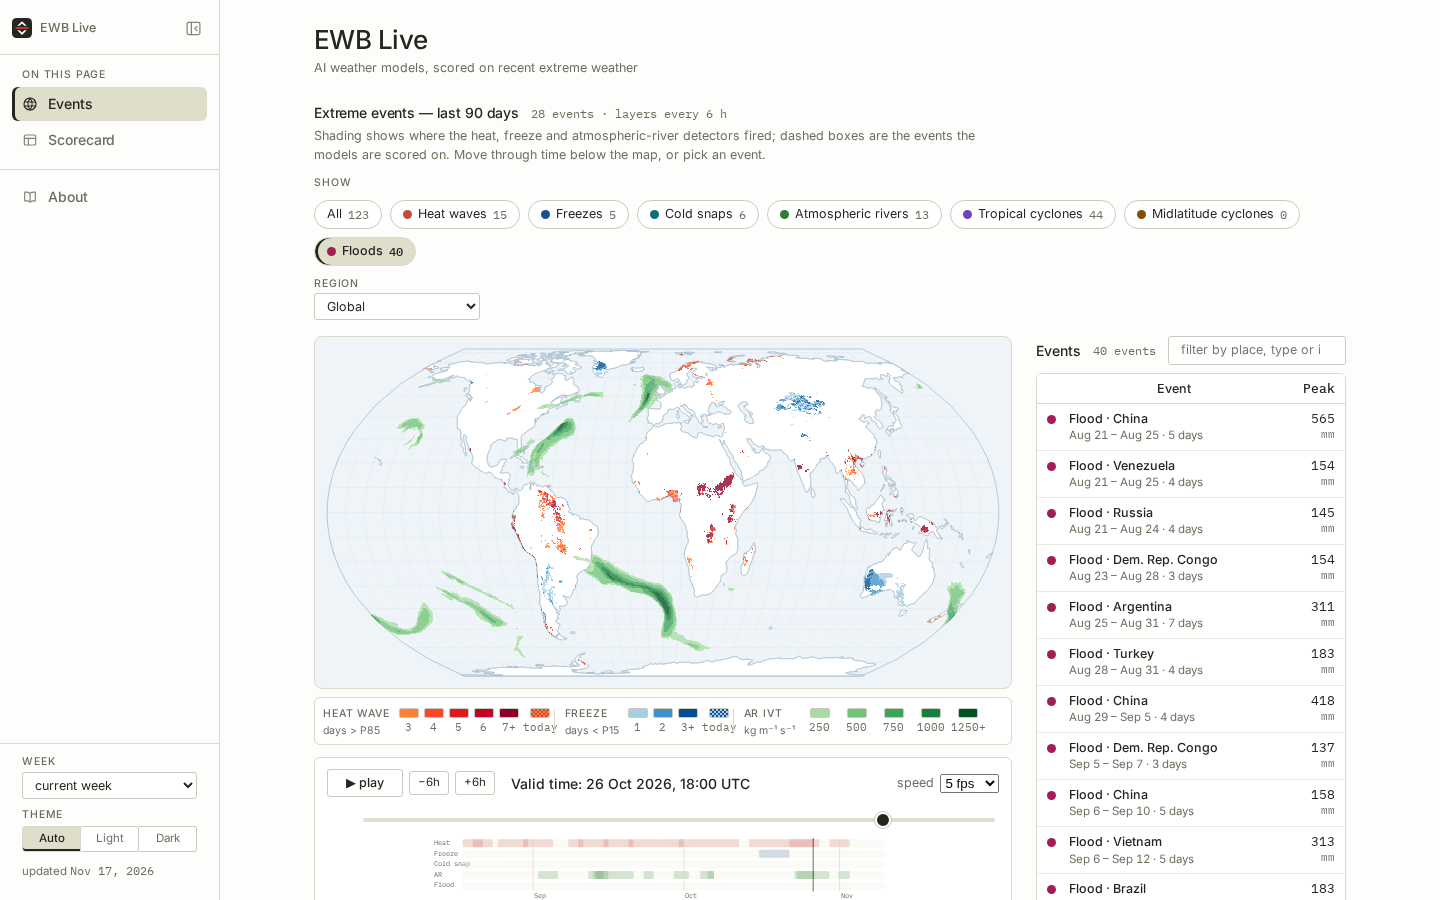 EWB Live
ON THIS PAGE
Events
Scorecard
About
WEEK
current week
THEME
Auto Light Dark
updated Nov 17, 2026
EWB Live
AI weather models, scored on recent extreme weather
Extreme events — last 90 days 28 events · layers every 6 h
Shading shows where the heat, freeze and atmospheric-river detectors fired; dashed boxes are the events the
models are scored on. Move through time below the map, or pick an event.
SHOW
All 123 Heat waves 15 Freezes 5 Cold snaps 6 Atmospheric rivers 13 Tropical cyclones 44 Midlatitude cyclones 0
Floods 40
REGION
Global
HEAT WAVE 3 4 5 6 7+ today
days > P85
FREEZE 1 2 3+ today
days < P15
AR IVT 250 500 750 1000 1250+
kg m⁻¹ s⁻¹
▶ play −6h +6h Valid time: 26 Oct 2026, 18:00 UTC speed 5 fps
Heat
Freeze
Cold snap
AR
Flood
Sep Oct Nov
Events 40 events filter by place, type or i
Event Peak
Flood · China 565
Aug 21 – Aug 25 · 5 days mm
Flood · Venezuela 154
Aug 21 – Aug 25 · 4 days mm
Flood · Russia 145
Aug 21 – Aug 24 · 4 days mm
Flood · Dem. Rep. Congo 154
Aug 23 – Aug 28 · 3 days mm
Flood · Argentina 311
Aug 25 – Aug 31 · 7 days mm
Flood · Turkey 183
Aug 28 – Aug 31 · 4 days mm
Flood · China 418
Aug 29 – Sep 5 · 4 days mm
Flood · Dem. Rep. Congo 137
Sep 5 – Sep 7 · 3 days mm
Flood · China 158
Sep 6 – Sep 10 · 5 days mm
Flood · Vietnam 313
Sep 6 – Sep 12 · 5 days mm
Flood · Brazil 183